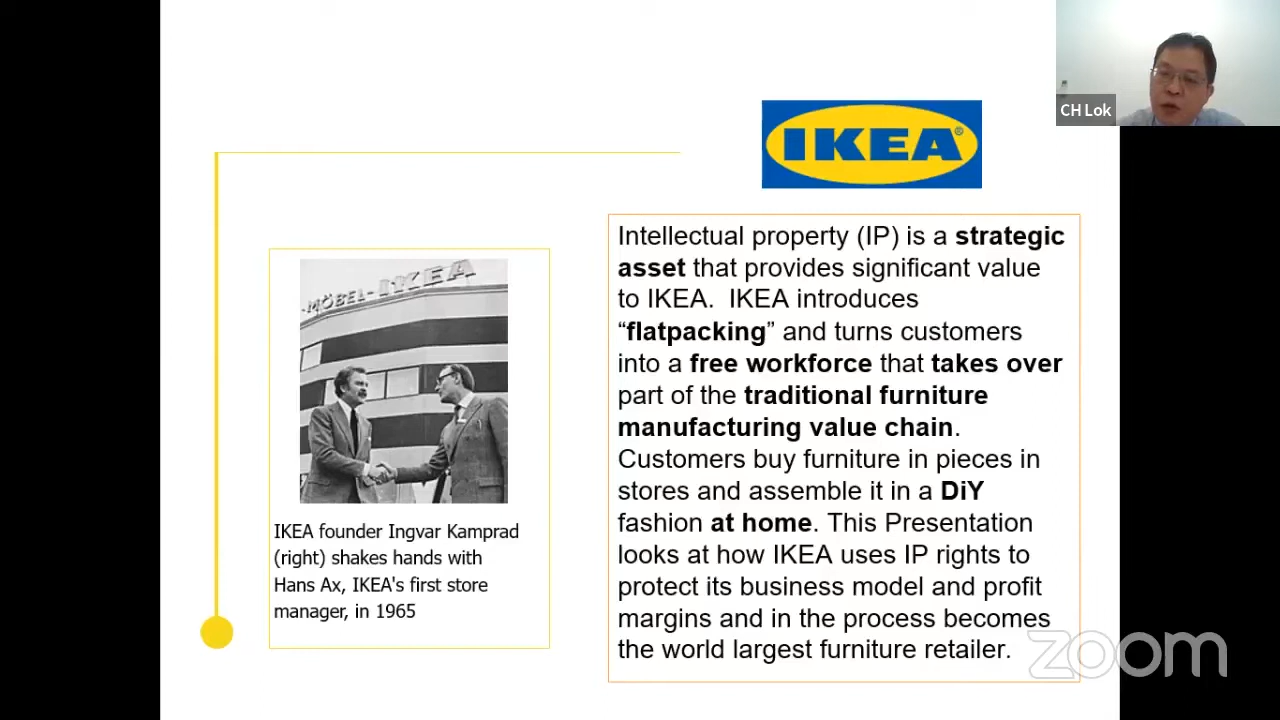 CH Lok
IKEA®
MÖBEL-IKEA
IKEA founder Ingvar Kamprad
(right) shakes hands with
Hans Ax, IKEA's first store
manager, in 1965
Intellectual property (IP) is a strategic
asset that provides significant value
to IKEA.  IKEA introduces
“flatpacking” and turns customers
into a free workforce that takes over
part of the traditional furniture
manufacturing value chain.
Customers buy furniture in pieces in
stores and assemble it in a DiY
fashion at home. This Presentation
looks at how IKEA uses IP rights to
protect its business model and profit
margins and in the process becomes
the world largest furniture retailer.
zoom